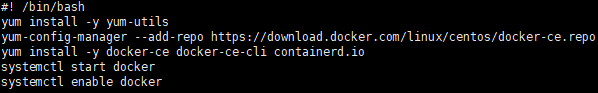 #! /bin/bash
yum install -y yum-utils
yum-config-manager --add-repo https://download.docker.com/linux/centos/docker-ce.repo
yum install -y docker-ce docker-ce-cli containerd.io
systemctl start docker
systemctl enable docker